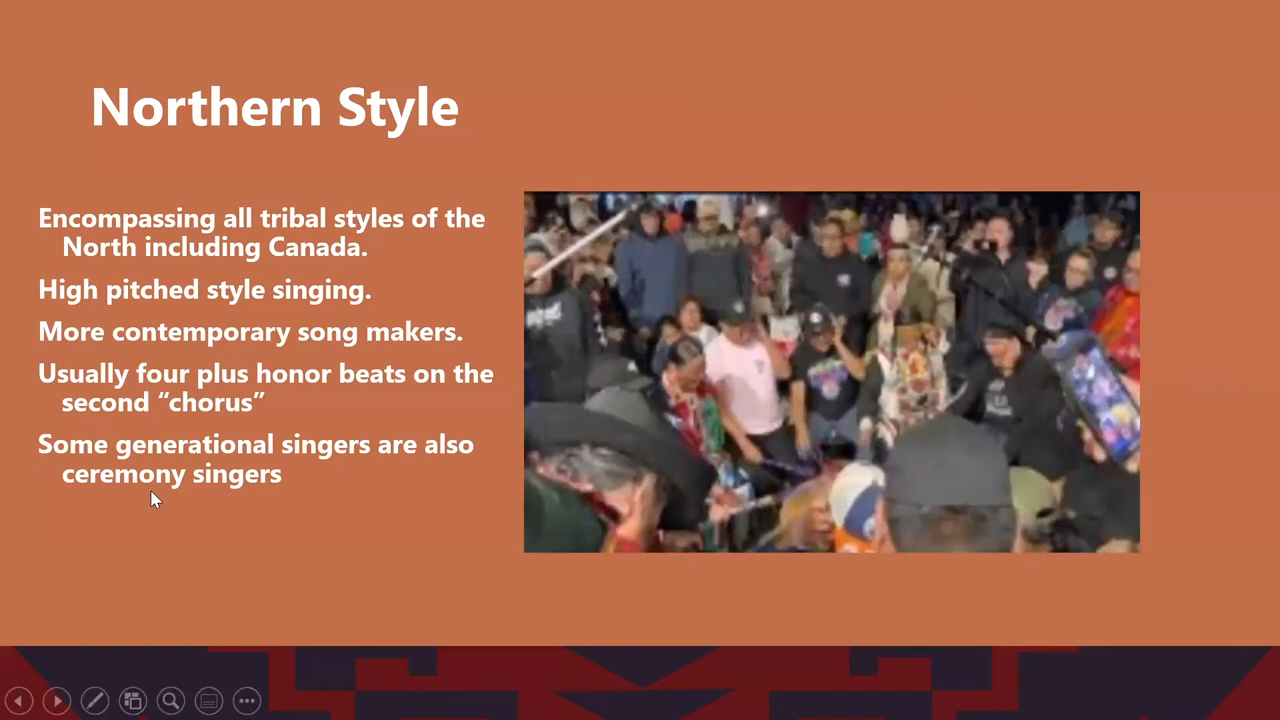 Northern Style
Encompassing all tribal styles of the
North including Canada.
High pitched style singing.
More contemporary song makers.
Usually four plus honor beats on the
second “chorus”
Some generational singers are also
ceremony singers